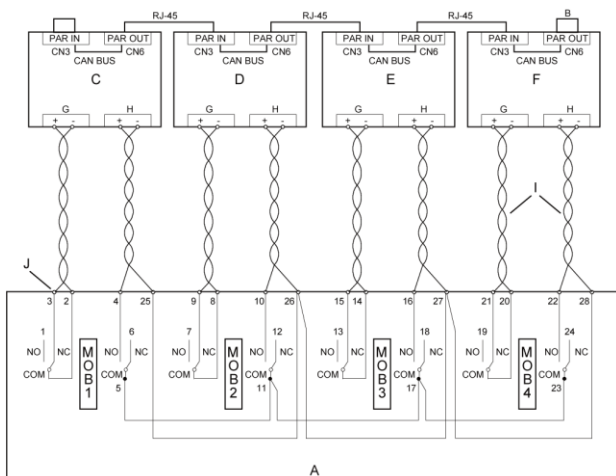 RJ-45 RJ-45 RJ-45 B
PAR IN PAR OUT PAR IN PAR OUT PAR IN PAR OUT PAR IN PAR OUT
CN3 CN6 CN3 CN6 CN3 CN6 CN3 CN6
CAN BUS CAN BUS CAN BUS CAN BUS
C D E F
G H G H G H G H
+ - + - + - + - + - + - + - + -
I
J
3 2 4 25 9 8 10 26 15 14 16 27 21 20 22 28
1 6 7 12 13 18 19 24
NO NC NO NC NO NC NO NC NO NC NO NC NO NC NO NC
MOB1 MOB2 MOB3 MOB4
COM COM COM COM COM COM COM COM
5 11 17 23
A